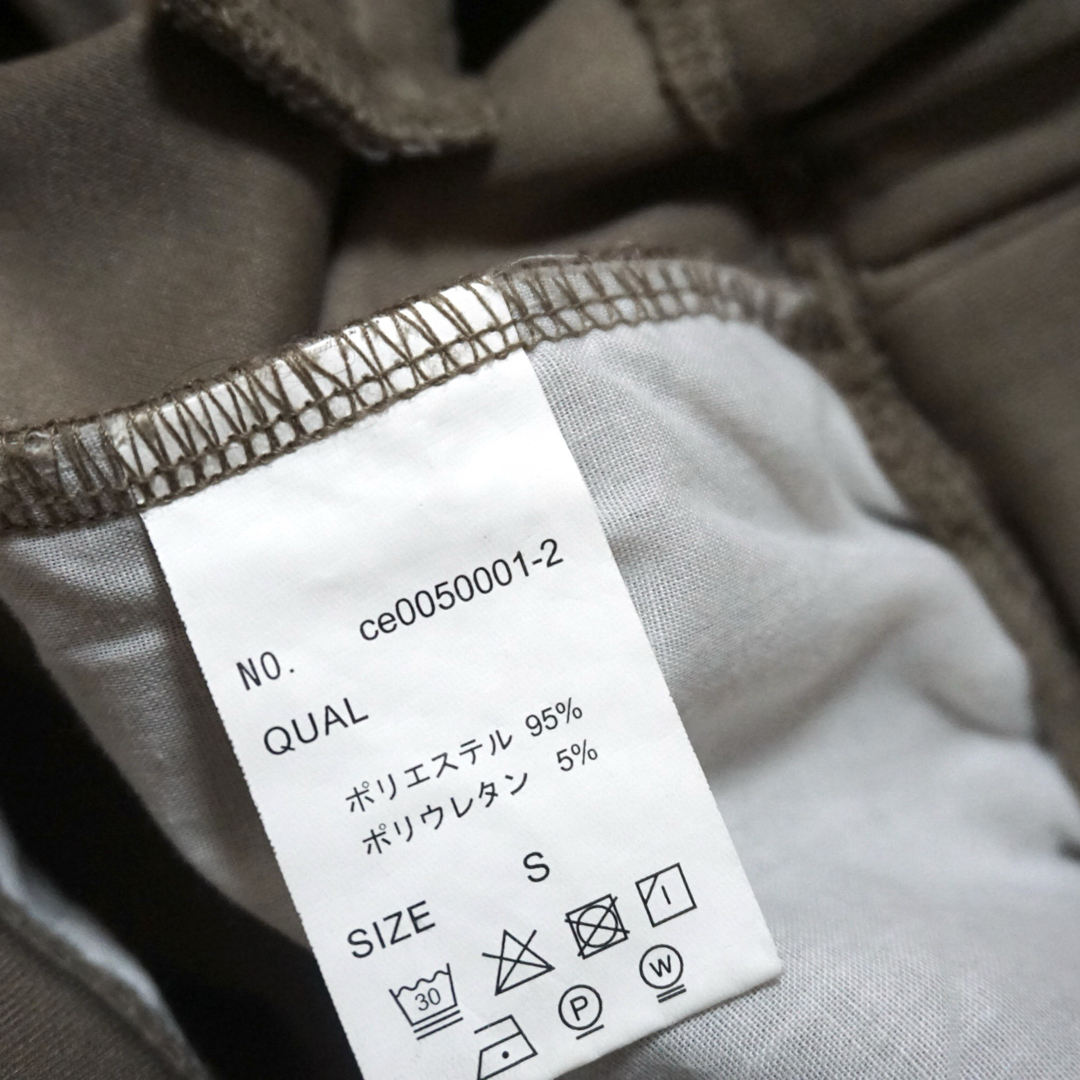 NO. ce0050001-2
QUAL
ポリエステル 95%
ポリウレタン 5%
SIZE S
30
P W